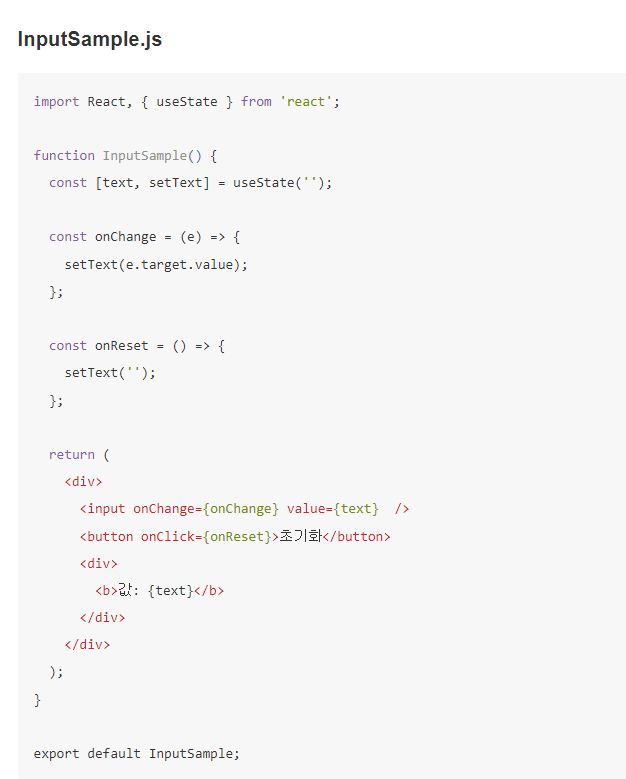 InputSample.js
import React, { useState } from 'react';
function InputSample() {
const [text, setText] = useState('');
const onChange = (e) => {
setText(e.target.value);
};
const onReset = () => {
setText('');
};
return (
<div>
<input onChange={onChange} value={text}  />
<button onClick={onReset}>초기화</button>
<div>
<b>값: {text}</b>
</div>
</div>
);
}
export default InputSample;